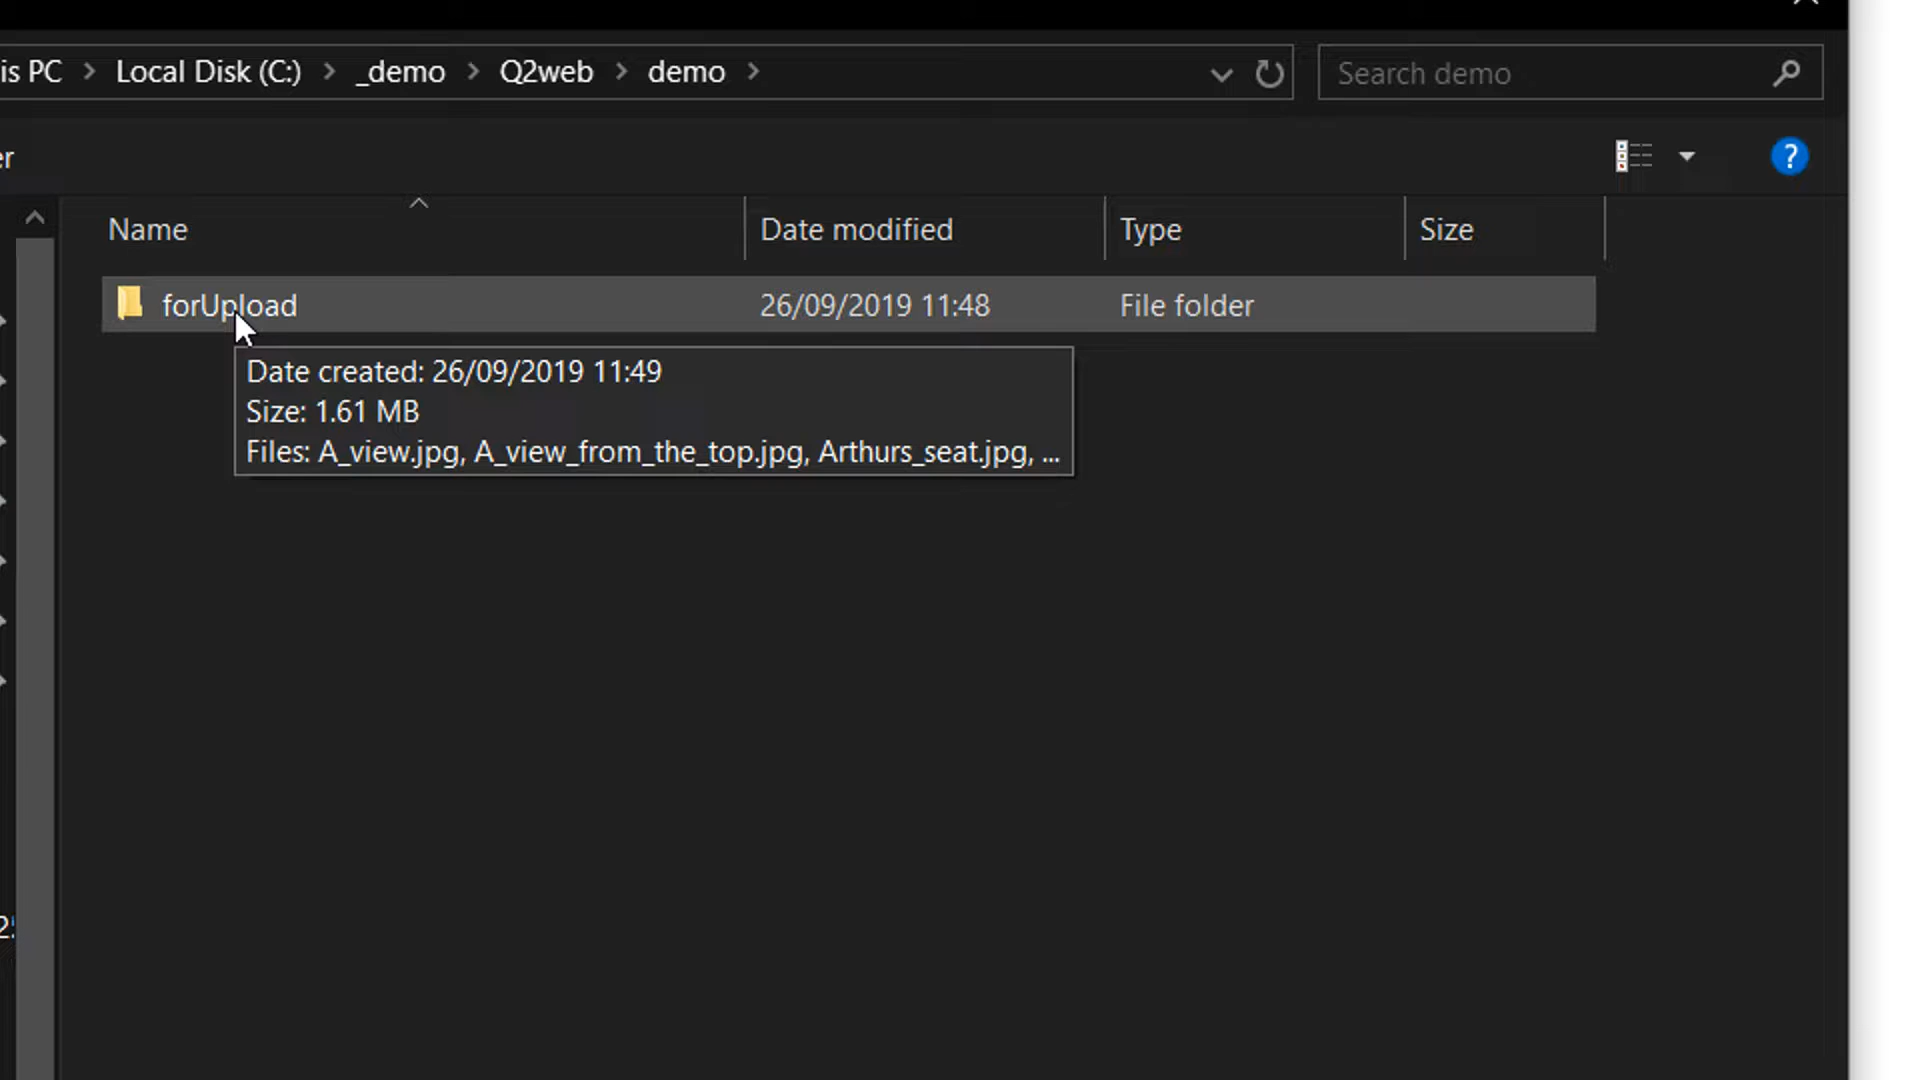 is PC > Local Disk (C:) > _demo > Q2web > demo >
Search demo
er
?
Name
Date modified
Type
Size
forUpload
26/09/2019 11:48
File folder
Date created: 26/09/2019 11:49
Size: 1.61 MB
Files: A_view.jpg, A_view_from_the_top.jpg, Arthurs_seat.jpg, ...